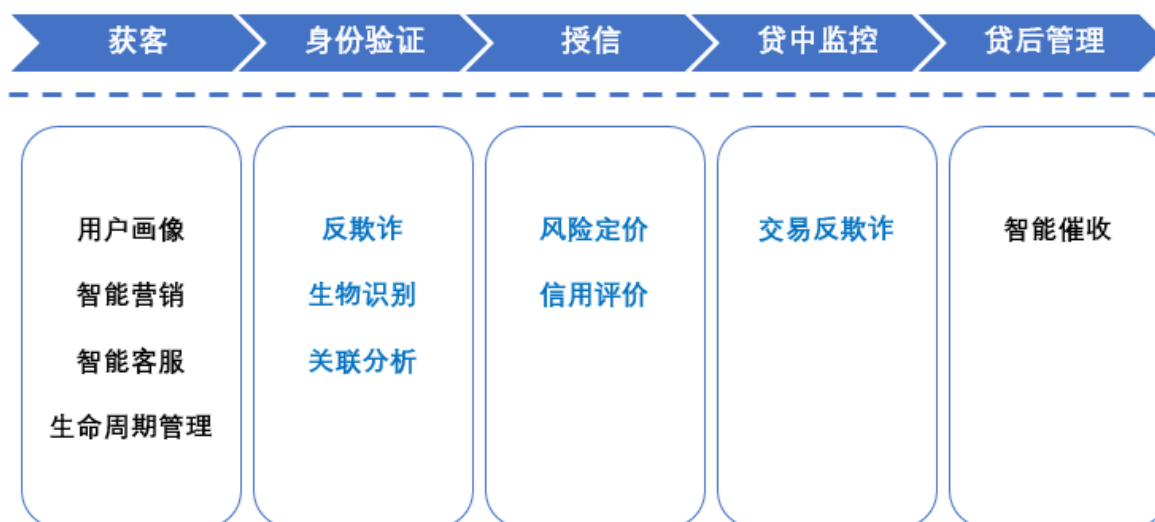 获客
身份验证
授信
贷中监控
贷后管理
用户画像
智能营销
智能客服
生命周期管理
反欺诈
生物识别
关联分析
风险定价
信用评价
交易反欺诈
智能催收